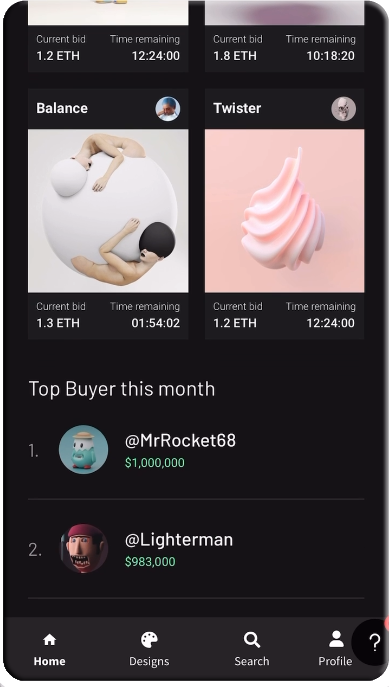 Current bid Time remaining Current bid Time remaining
1.2 ETH 12:24:00 1.8 ETH 10:18:20
Balance Twister
Current bid Time remaining Current bid Time remaining
1.3 ETH 01:54:02 1.2 ETH 12:24:00
Top Buyer this month
1. @MrRocket68
$1,000,000
2. @Lighterman
$983,000
?
Home Designs Search Profile